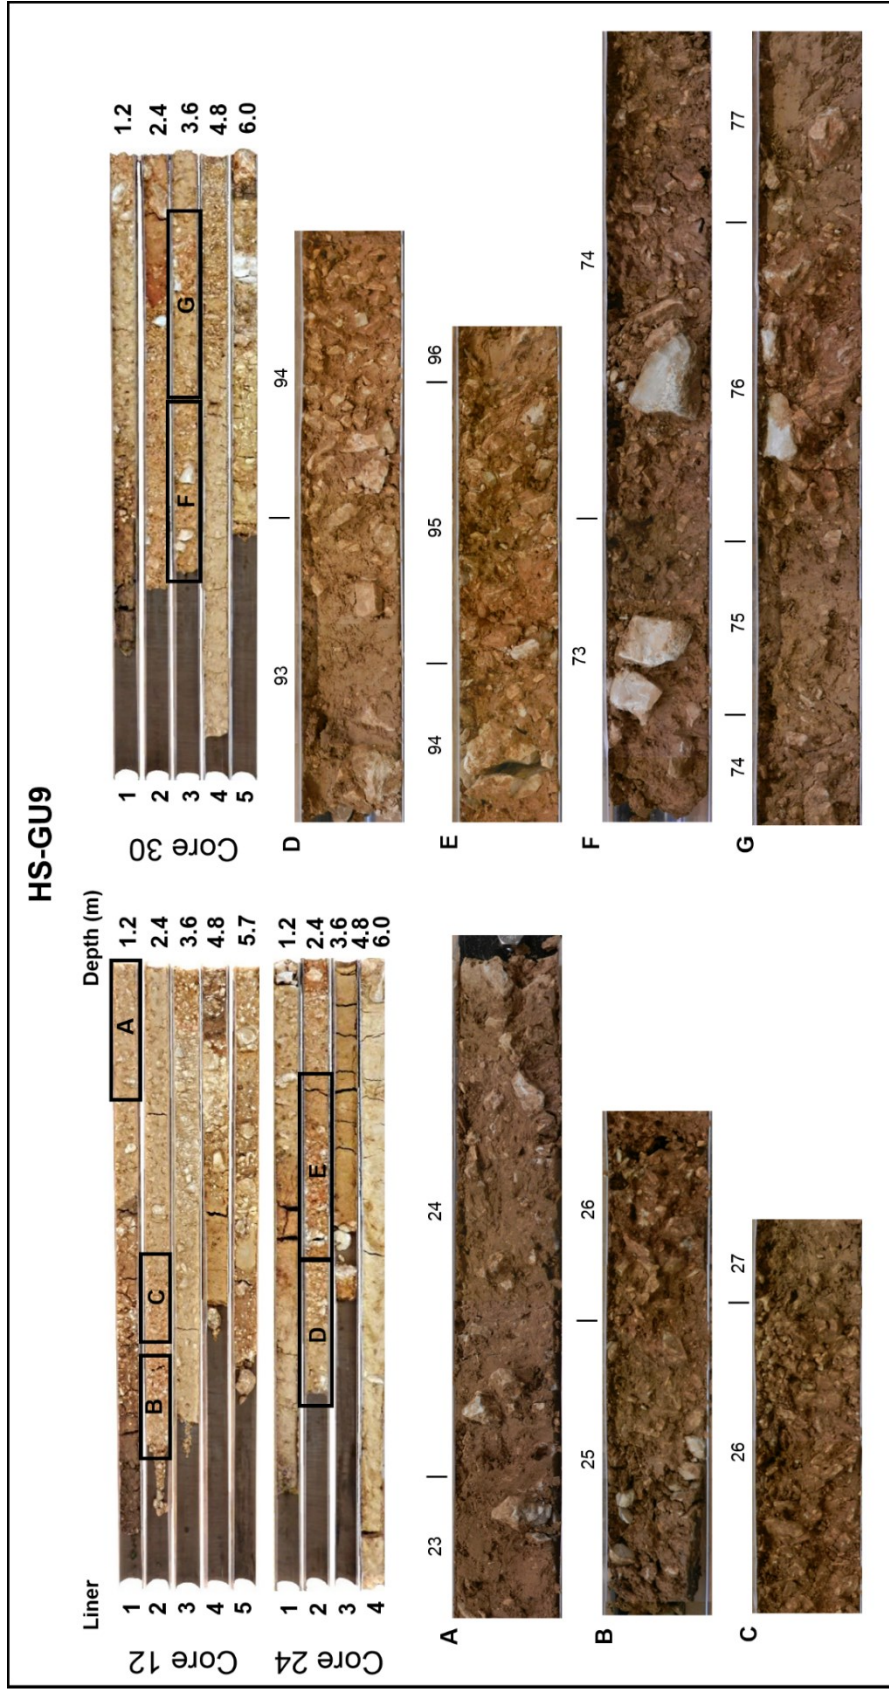 HS-GU9
Liner
Depth (m)
Core 12
1 1.2
2 2.4
3 3.6
4 4.8
5 5.7
A
B
C
Core 24
1 1.2
2 2.4
3 3.6
4 4.8
6.0
D
E
Core 30
1 1.2
2 2.4
3 3.6
4 4.8
5 6.0
F
G
A
23 24
B
25 26
C
26 27
D
93 94
E
94 95 96
F
73 74
G
74 75 76 77